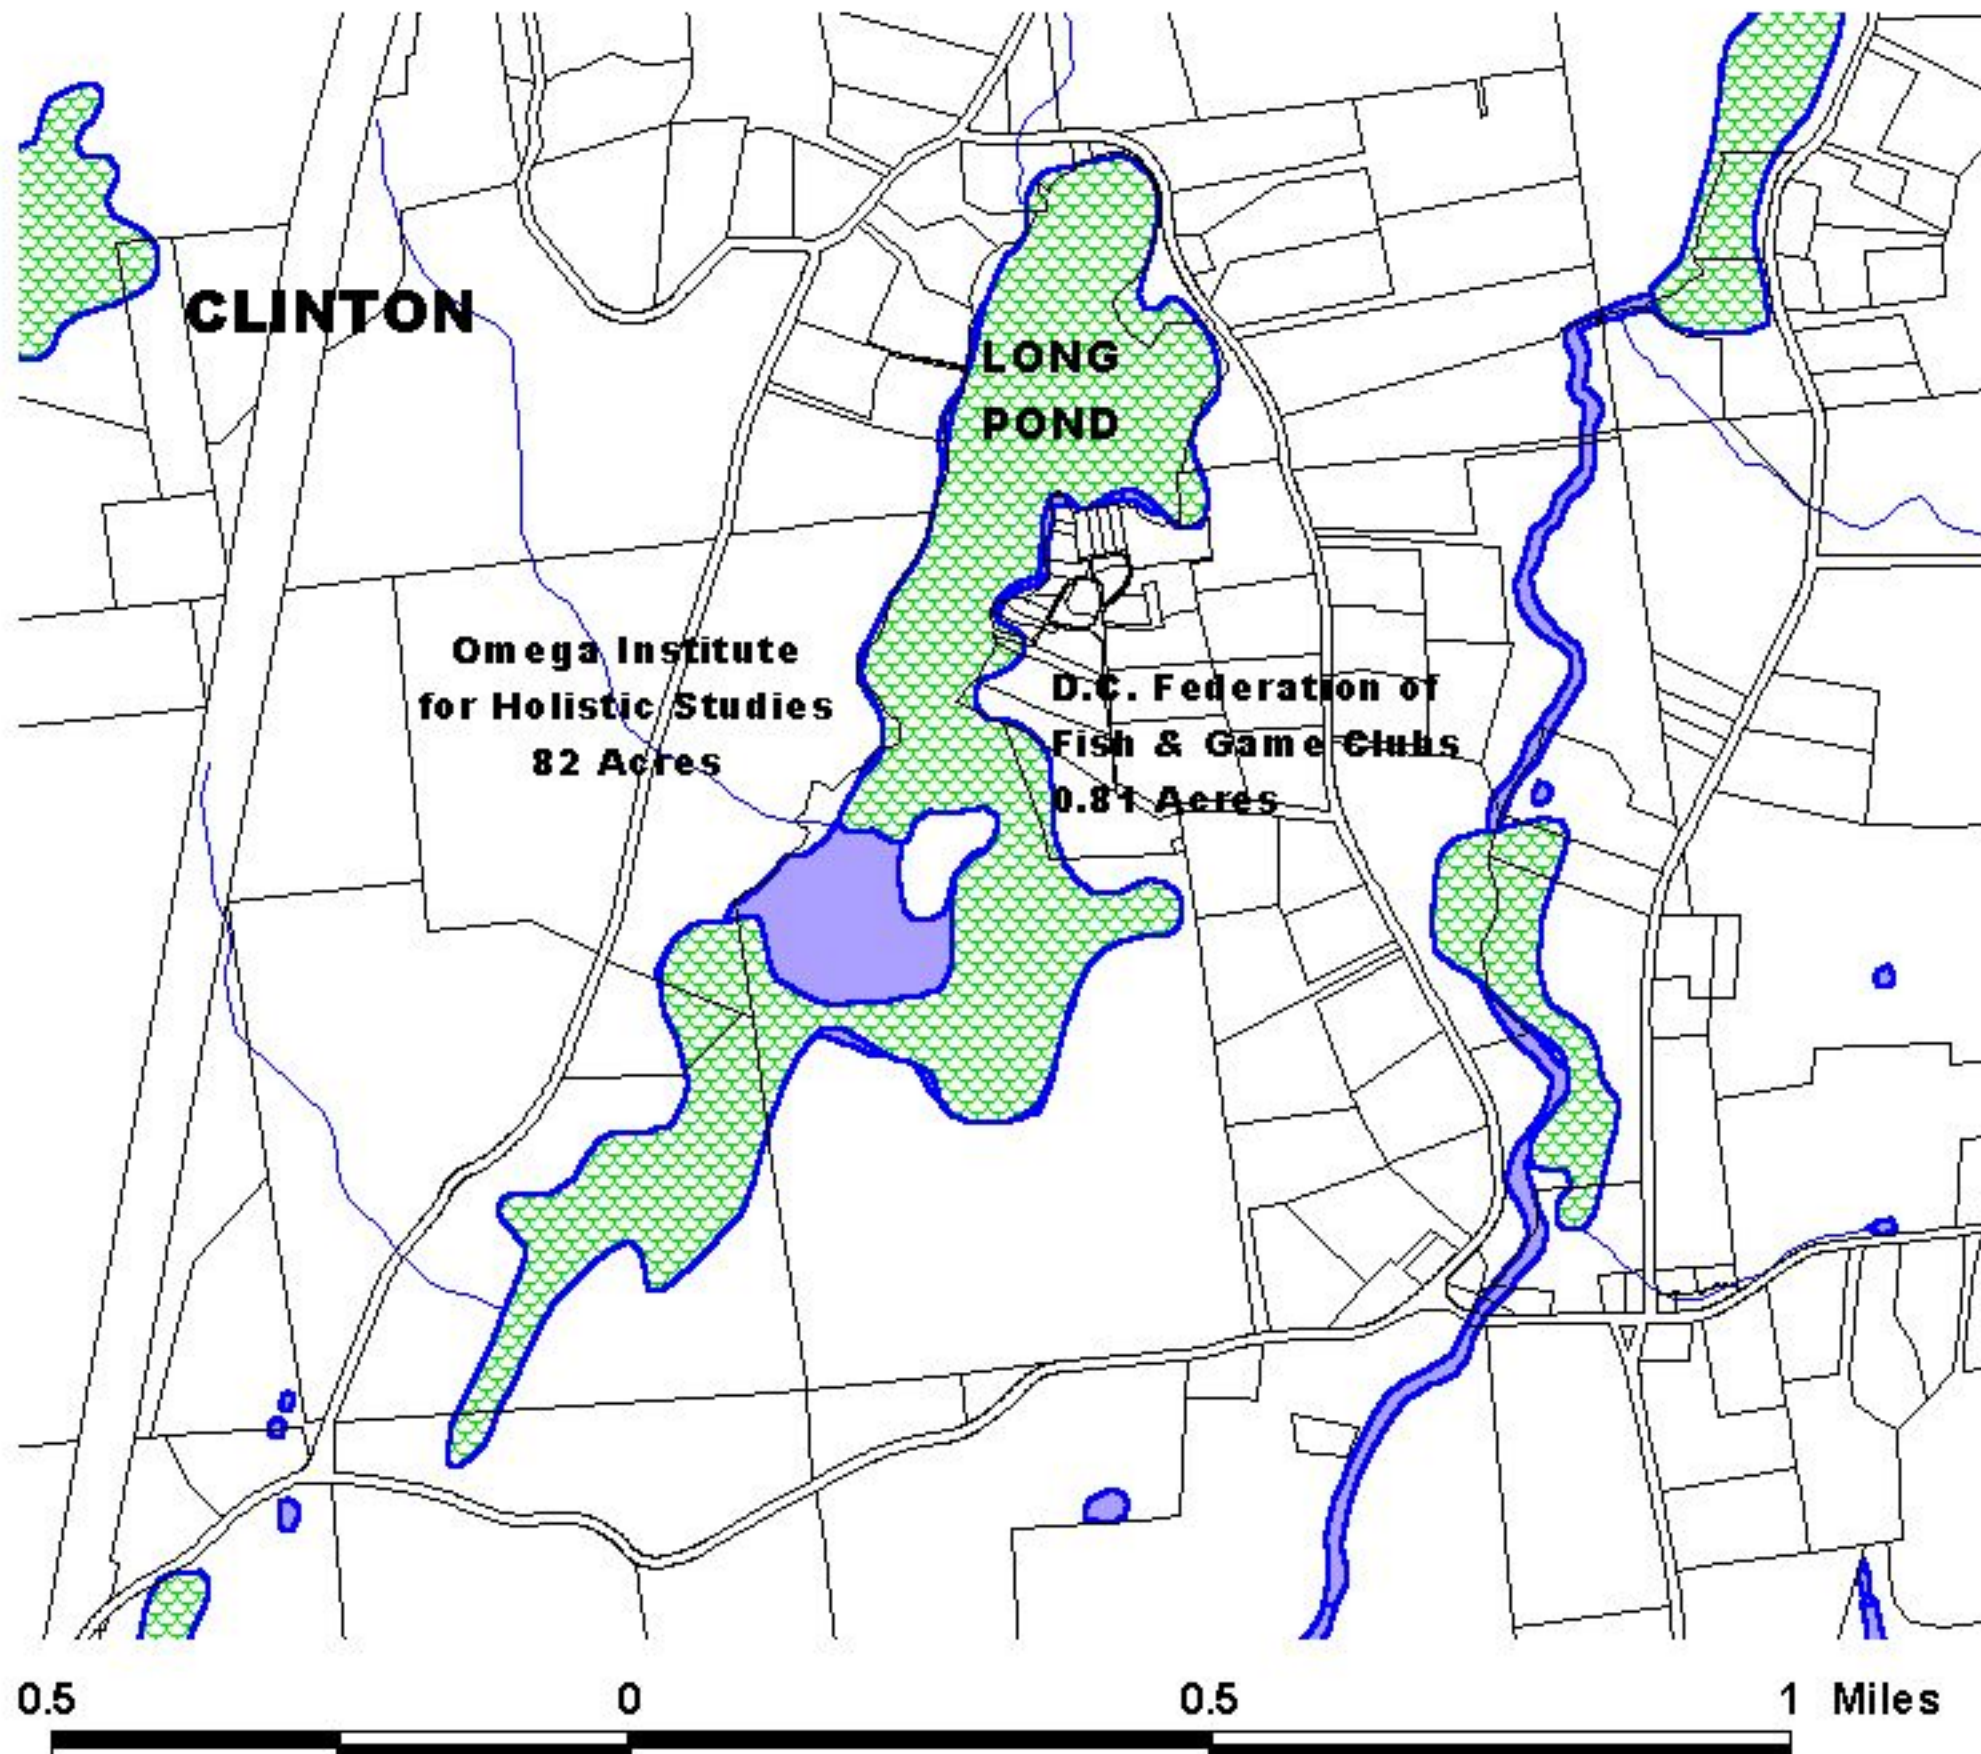 CLINTON
LONG
POND
Omega Institute
for Holistic Studies
82 Acres
D.C. Federation of
Fish & Game Clubs
0.81 Acres
0.5 0 0.5 1 Miles